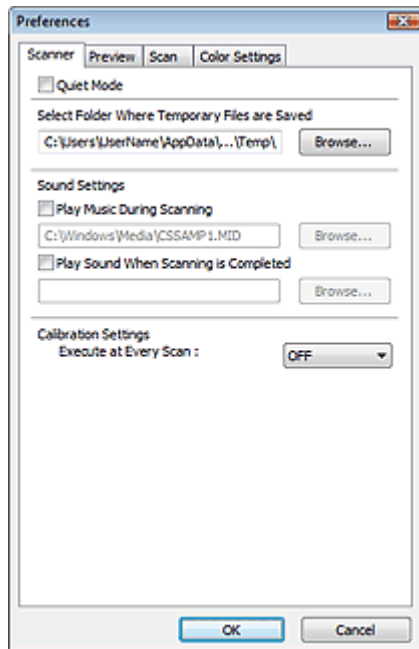 Preferences
Scanner Preview Scan Color Settings
Quiet Mode
Select Folder Where Temporary Files are Saved
C:\Users\UserName\AppData\...\Temp\ Browse...
Sound Settings
Play Music During Scanning
C:\Windows\Media\CSSAMP1.MID Browse...
Play Sound When Scanning is Completed
Browse...
Calibration Settings
Execute at Every Scan : OFF
OK Cancel